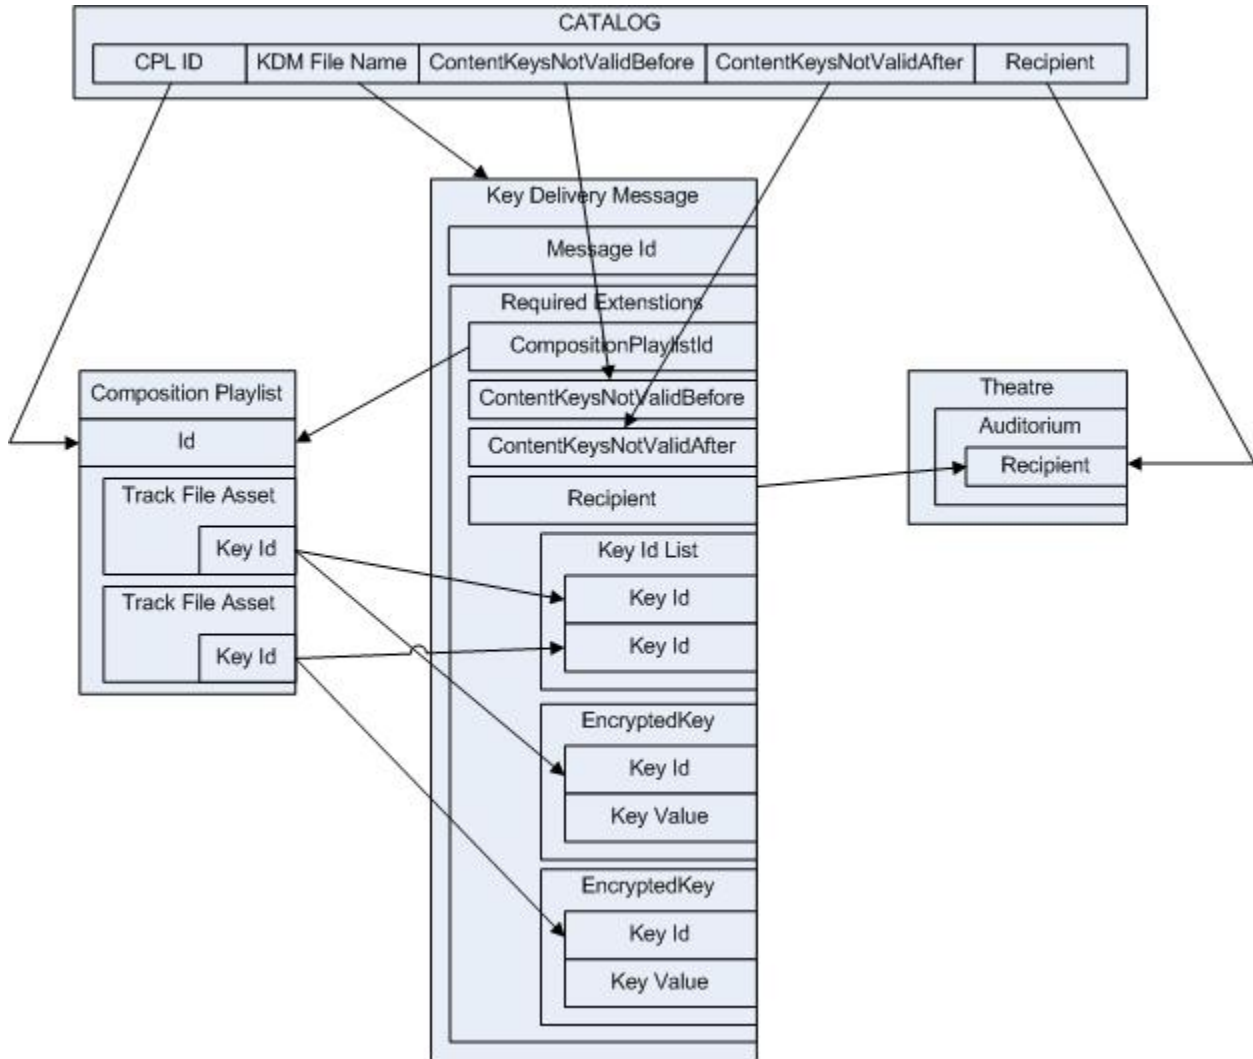 CATALOG
CPL ID
KDM File Name
ContentKeysNotValidBefore
ContentKeysNotValidAfter
Recipient
Key Delivery Message
Message Id
Required Extenstions
CompositionPlaylistId
ContentKeysNotValidBefore
ContentKeysNotValidAfter
Recipient
Key Id List
Key Id
Key Id
EncryptedKey
Key Id
Key Value
EncryptedKey
Key Id
Key Value
Composition Playlist
Id
Track File Asset
Key Id
Track File Asset
Key Id
Theatre
Auditorium
Recipient